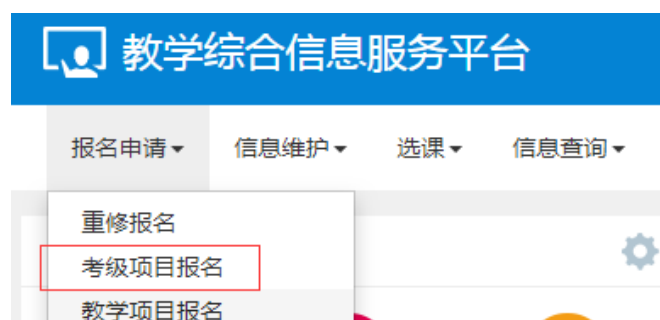 教学综合信息服务平台
报名申请 信息维护 选课 信息查询
重修报名
考级项目报名
教学项目报名